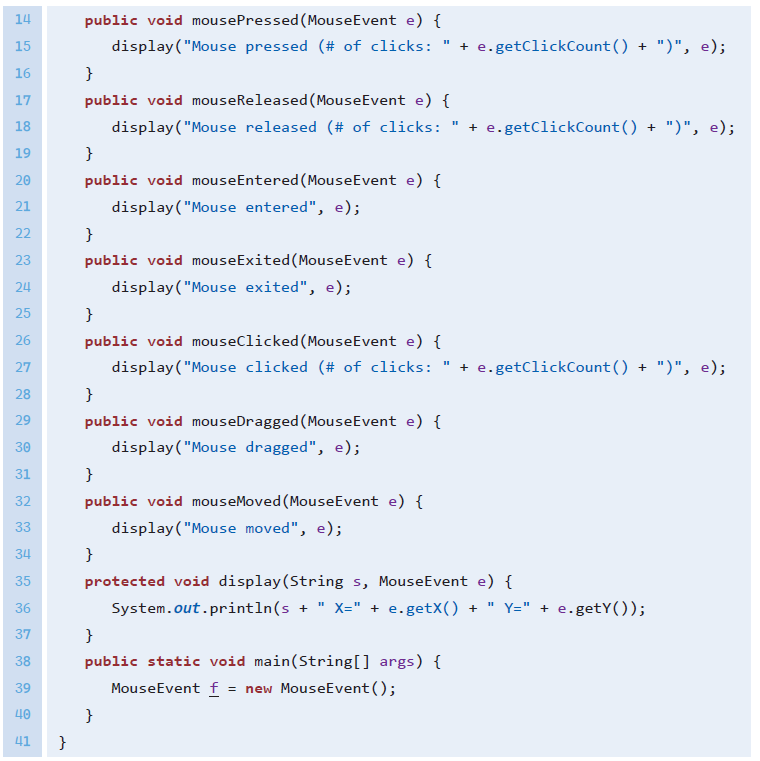 14 public void mousePressed(MouseEvent e) {
15 display("Mouse pressed (# of clicks: " + e.getClickCount() + ")", e);
16 }
17 public void mouseReleased(MouseEvent e) {
18 display("Mouse released (# of clicks: " + e.getClickCount() + ")", e);
19 }
20 public void mouseEntered(MouseEvent e) {
21 display("Mouse entered", e);
22 }
23 public void mouseExited(MouseEvent e) {
24 display("Mouse exited", e);
25 }
26 public void mouseClicked(MouseEvent e) {
27 display("Mouse clicked (# of clicks: " + e.getClickCount() + ")", e);
28 }
29 public void mouseDragged(MouseEvent e) {
30 display("Mouse dragged", e);
31 }
32 public void mouseMoved(MouseEvent e) {
33 display("Mouse moved", e);
34 }
35 protected void display(String s, MouseEvent e) {
36 System.out.println(s + " X=" + e.getX() + " Y=" + e.getY());
37 }
38 public static void main(String[] args) {
39 MouseEvent f = new MouseEvent();
40 }
41 }